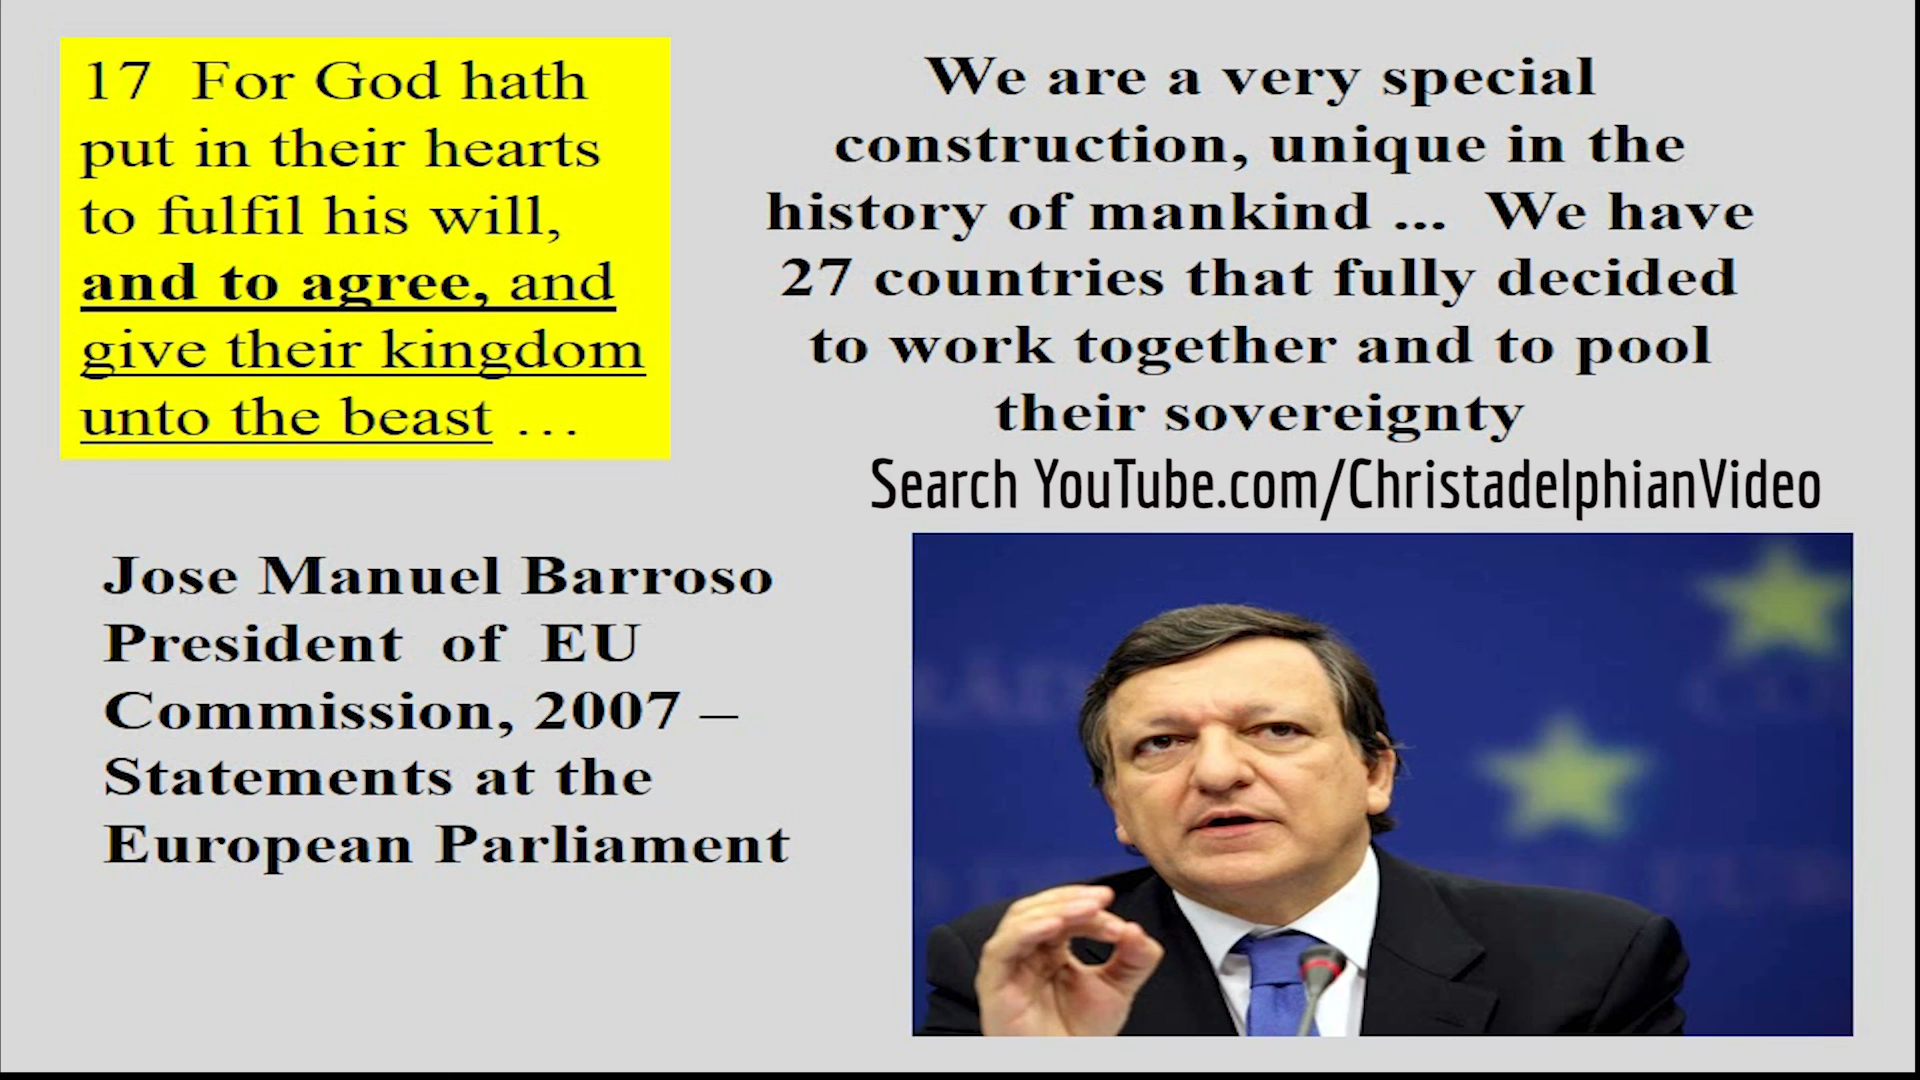 17 For God hath
put in their hearts
to fulfil his will,
and to agree, and
give their kingdom
unto the beast …
We are a very special
construction, unique in the
history of mankind ... We have
27 countries that fully decided
to work together and to pool
their sovereignty
Search YouTube.com/ChristadelphianVideo
Jose Manuel Barroso
President of EU
Commission, 2007 –
Statements at the
European Parliament